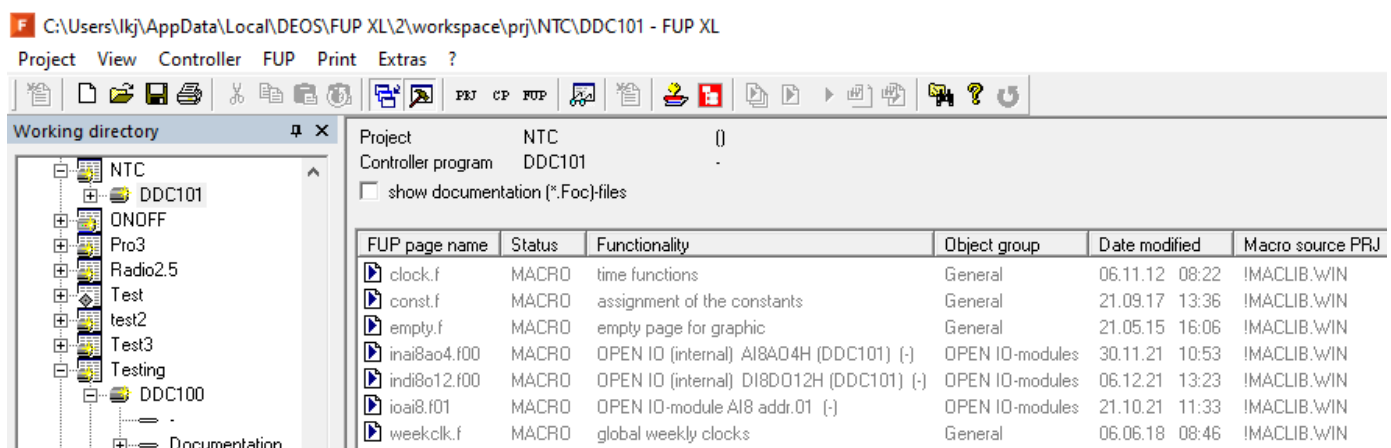 F C:\Users\lkj\AppData\Local\DEOS\FUP XL\2\workspace\prj\NTC\DDC101 - FUP XL
Project View Controller FUP Print Extras ?
PRJ CP FUP
Working directory
NTC
DDC101
ONOFF
Pro3
Radio2.5
Test
test2
Test3
Testing
DDC100
-
Documentation
Project NTC ()
Controller program DDC101 -
show documentation (*.Foc)-files
FUP page name Status Functionality Object group Date modified Macro source PRJ
clock.f MACRO time functions General 06.11.12 08:22 !MACLIB.WIN
const.f MACRO assignment of the constants General 21.09.17 13:36 !MACLIB.WIN
empty.f MACRO empty page for graphic General 21.05.15 16:06 !MACLIB.WIN
inai8ao4.f00 MACRO OPEN IO (internal) AI8AO4H (DDC101) (-) OPEN IO-modules 30.11.21 10:53 !MACLIB.WIN
indi8o12.f00 MACRO OPEN IO (internal) DI8DO12H (DDC101) (-) OPEN IO-modules 06.12.21 13:23 !MACLIB.WIN
ioai8.f01 MACRO OPEN IO-module AI8 addr.01 (-) OPEN IO-modules 21.10.21 11:33 !MACLIB.WIN
weekclk.f MACRO global weekly clocks General 06.06.18 08:46 !MACLIB.WIN